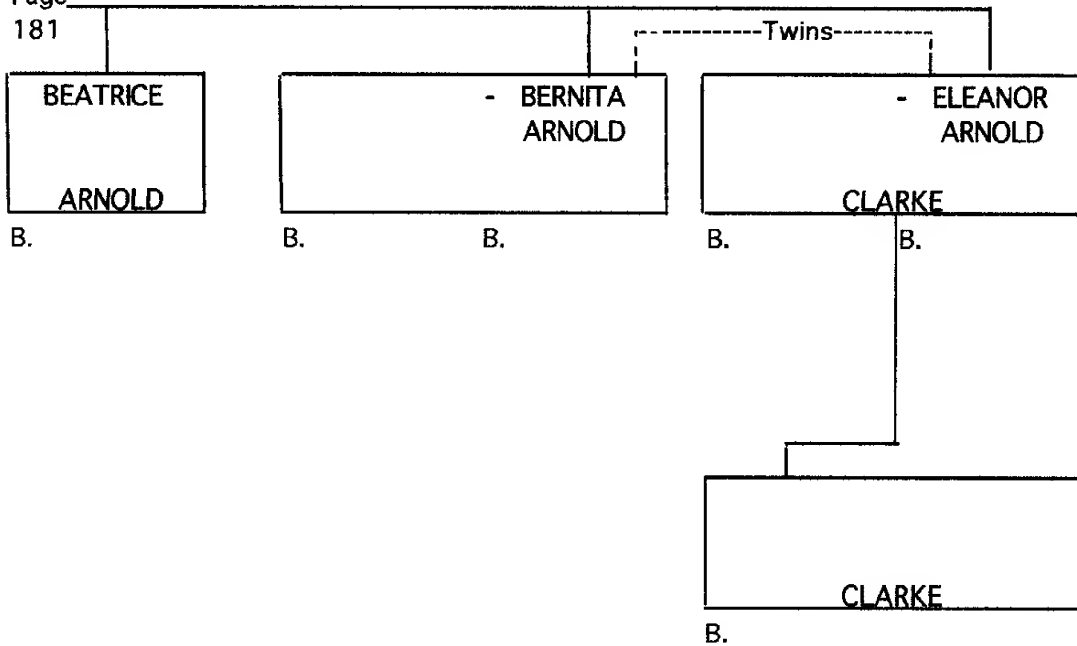 Page
181
Twins
BEATRICE
ARNOLD
B.
- BERNITA
ARNOLD
B. B.
- ELEANOR
ARNOLD
CLARKE
B. B.
CLARKE
B.